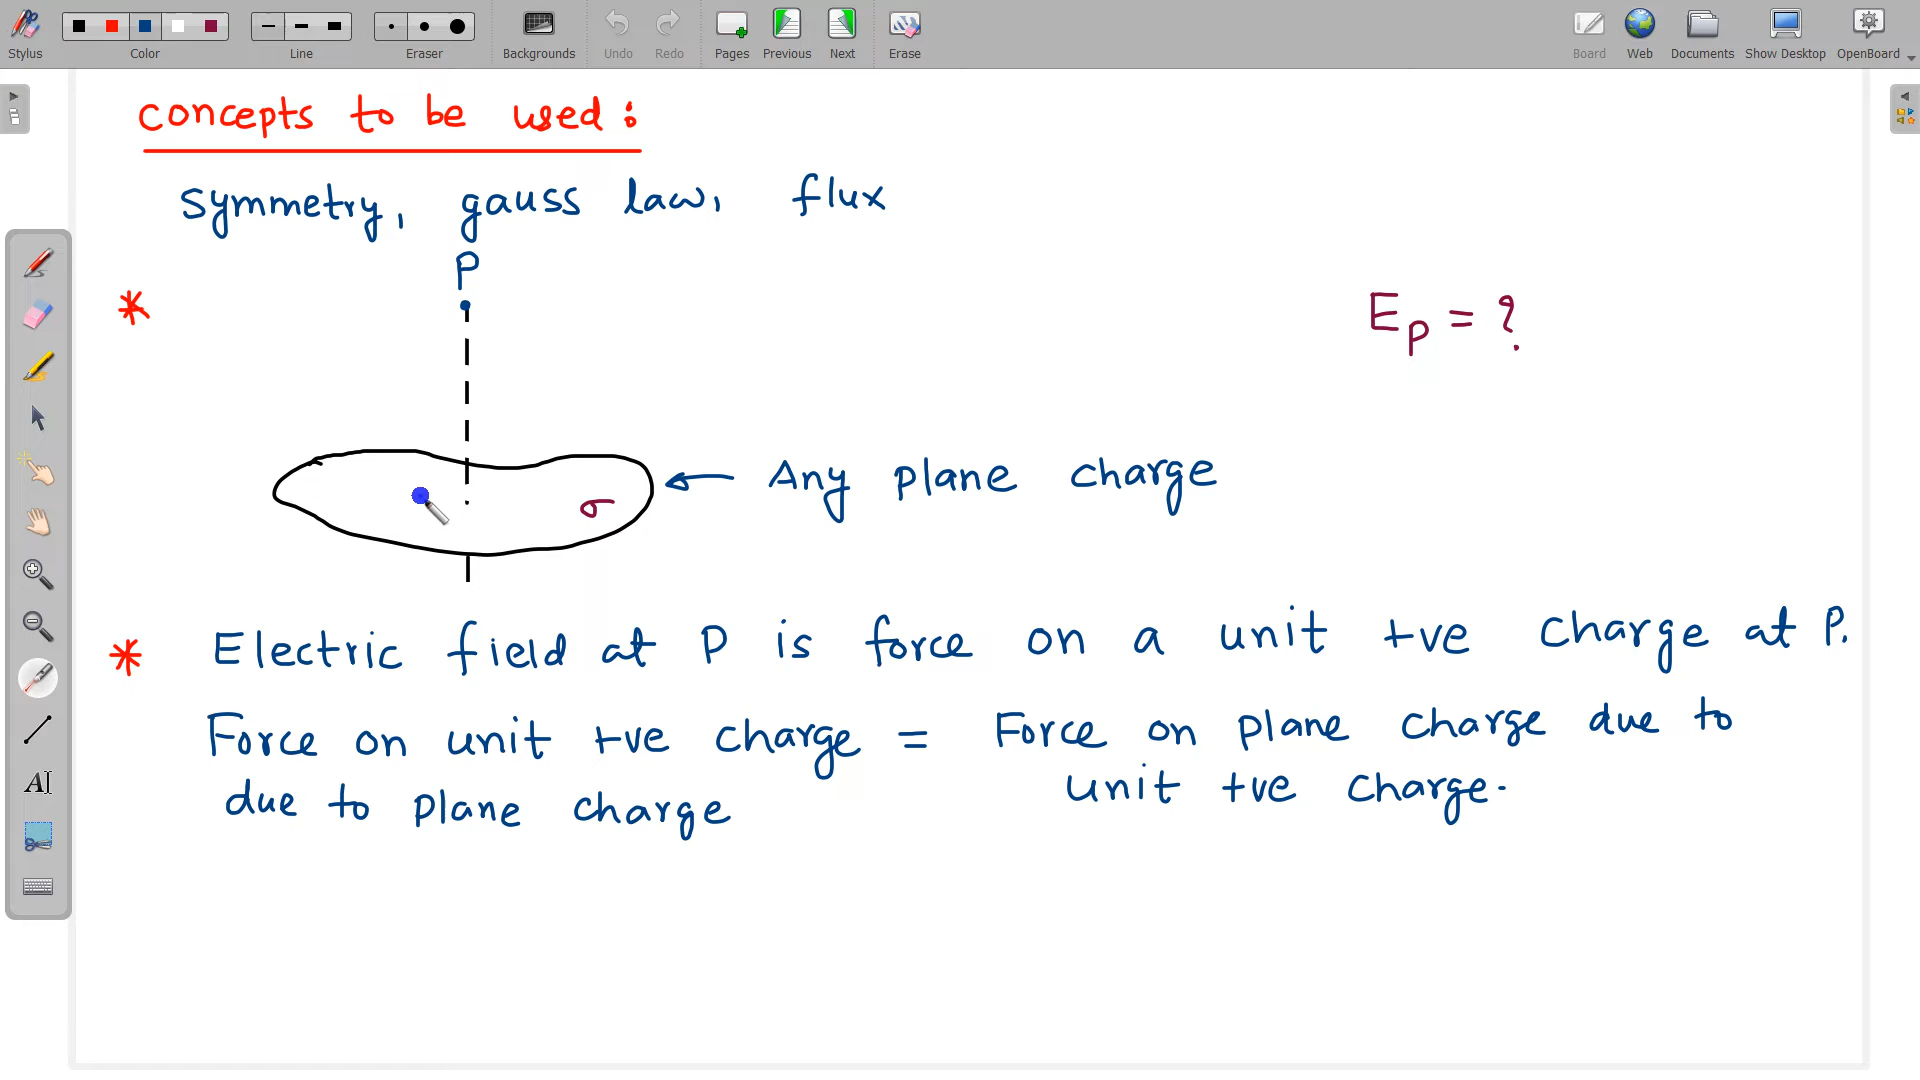 Stylus Color Line Eraser Backgrounds Undo Redo Pages Previous Next Erase Board Web Documents Show Desktop OpenBoard
concepts to be used :
symmetry, gauss law, flux
P
* E_P = ?
σ ← Any plane charge
* Electric field at P is force on a unit +ve charge at P.
Force on unit +ve charge = Force on plane charge due to
due to plane charge unit +ve charge.
AI